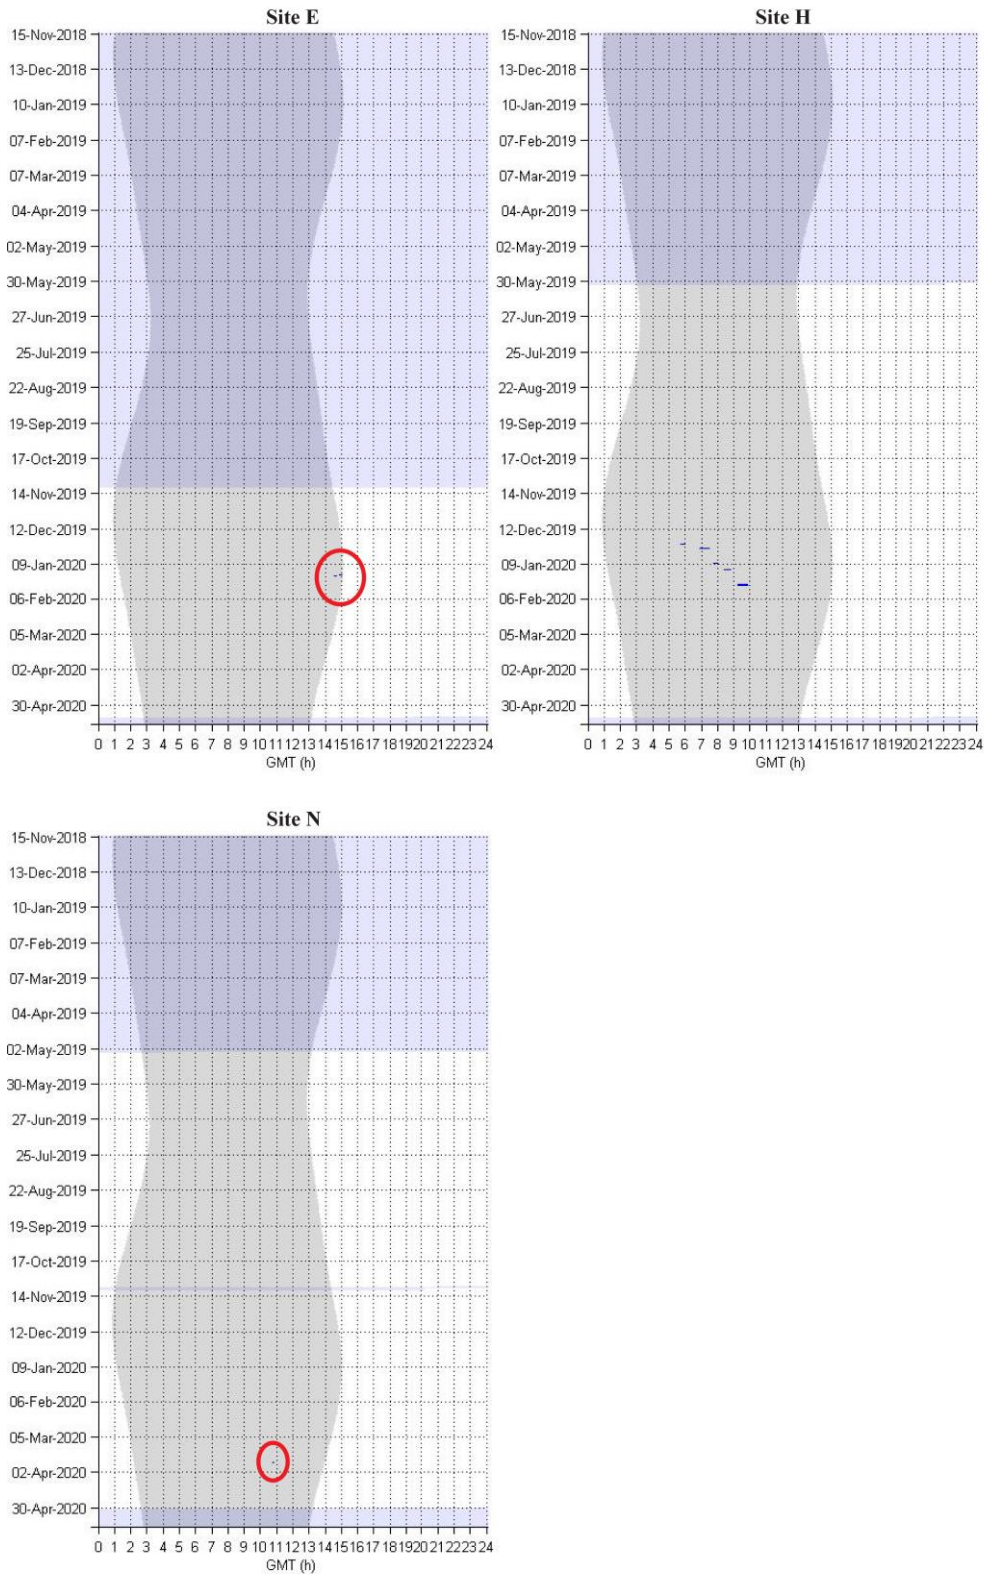 Site E
15-Nov-2018
13-Dec-2018
10-Jan-2019
07-Feb-2019
07-Mar-2019
04-Apr-2019
02-May-2019
30-May-2019
27-Jun-2019
25-Jul-2019
22-Aug-2019
19-Sep-2019
17-Oct-2019
14-Nov-2019
12-Dec-2019
09-Jan-2020
06-Feb-2020
05-Mar-2020
02-Apr-2020
30-Apr-2020
0 1 2 3 4 5 6 7 8 9 10 11 12 13 14 15 16 17 18 19 20 21 22 23 24
GMT (h)
Site H
15-Nov-2018
13-Dec-2018
10-Jan-2019
07-Feb-2019
07-Mar-2019
04-Apr-2019
02-May-2019
30-May-2019
27-Jun-2019
25-Jul-2019
22-Aug-2019
19-Sep-2019
17-Oct-2019
14-Nov-2019
12-Dec-2019
09-Jan-2020
06-Feb-2020
05-Mar-2020
02-Apr-2020
30-Apr-2020
0 1 2 3 4 5 6 7 8 9 10 11 12 13 14 15 16 17 18 19 20 21 22 23 24
GMT (h)
Site N
15-Nov-2018
13-Dec-2018
10-Jan-2019
07-Feb-2019
07-Mar-2019
04-Apr-2019
02-May-2019
30-May-2019
27-Jun-2019
25-Jul-2019
22-Aug-2019
19-Sep-2019
17-Oct-2019
14-Nov-2019
12-Dec-2019
09-Jan-2020
06-Feb-2020
05-Mar-2020
02-Apr-2020
30-Apr-2020
0 1 2 3 4 5 6 7 8 9 10 11 12 13 14 15 16 17 18 19 20 21 22 23 24
GMT (h)